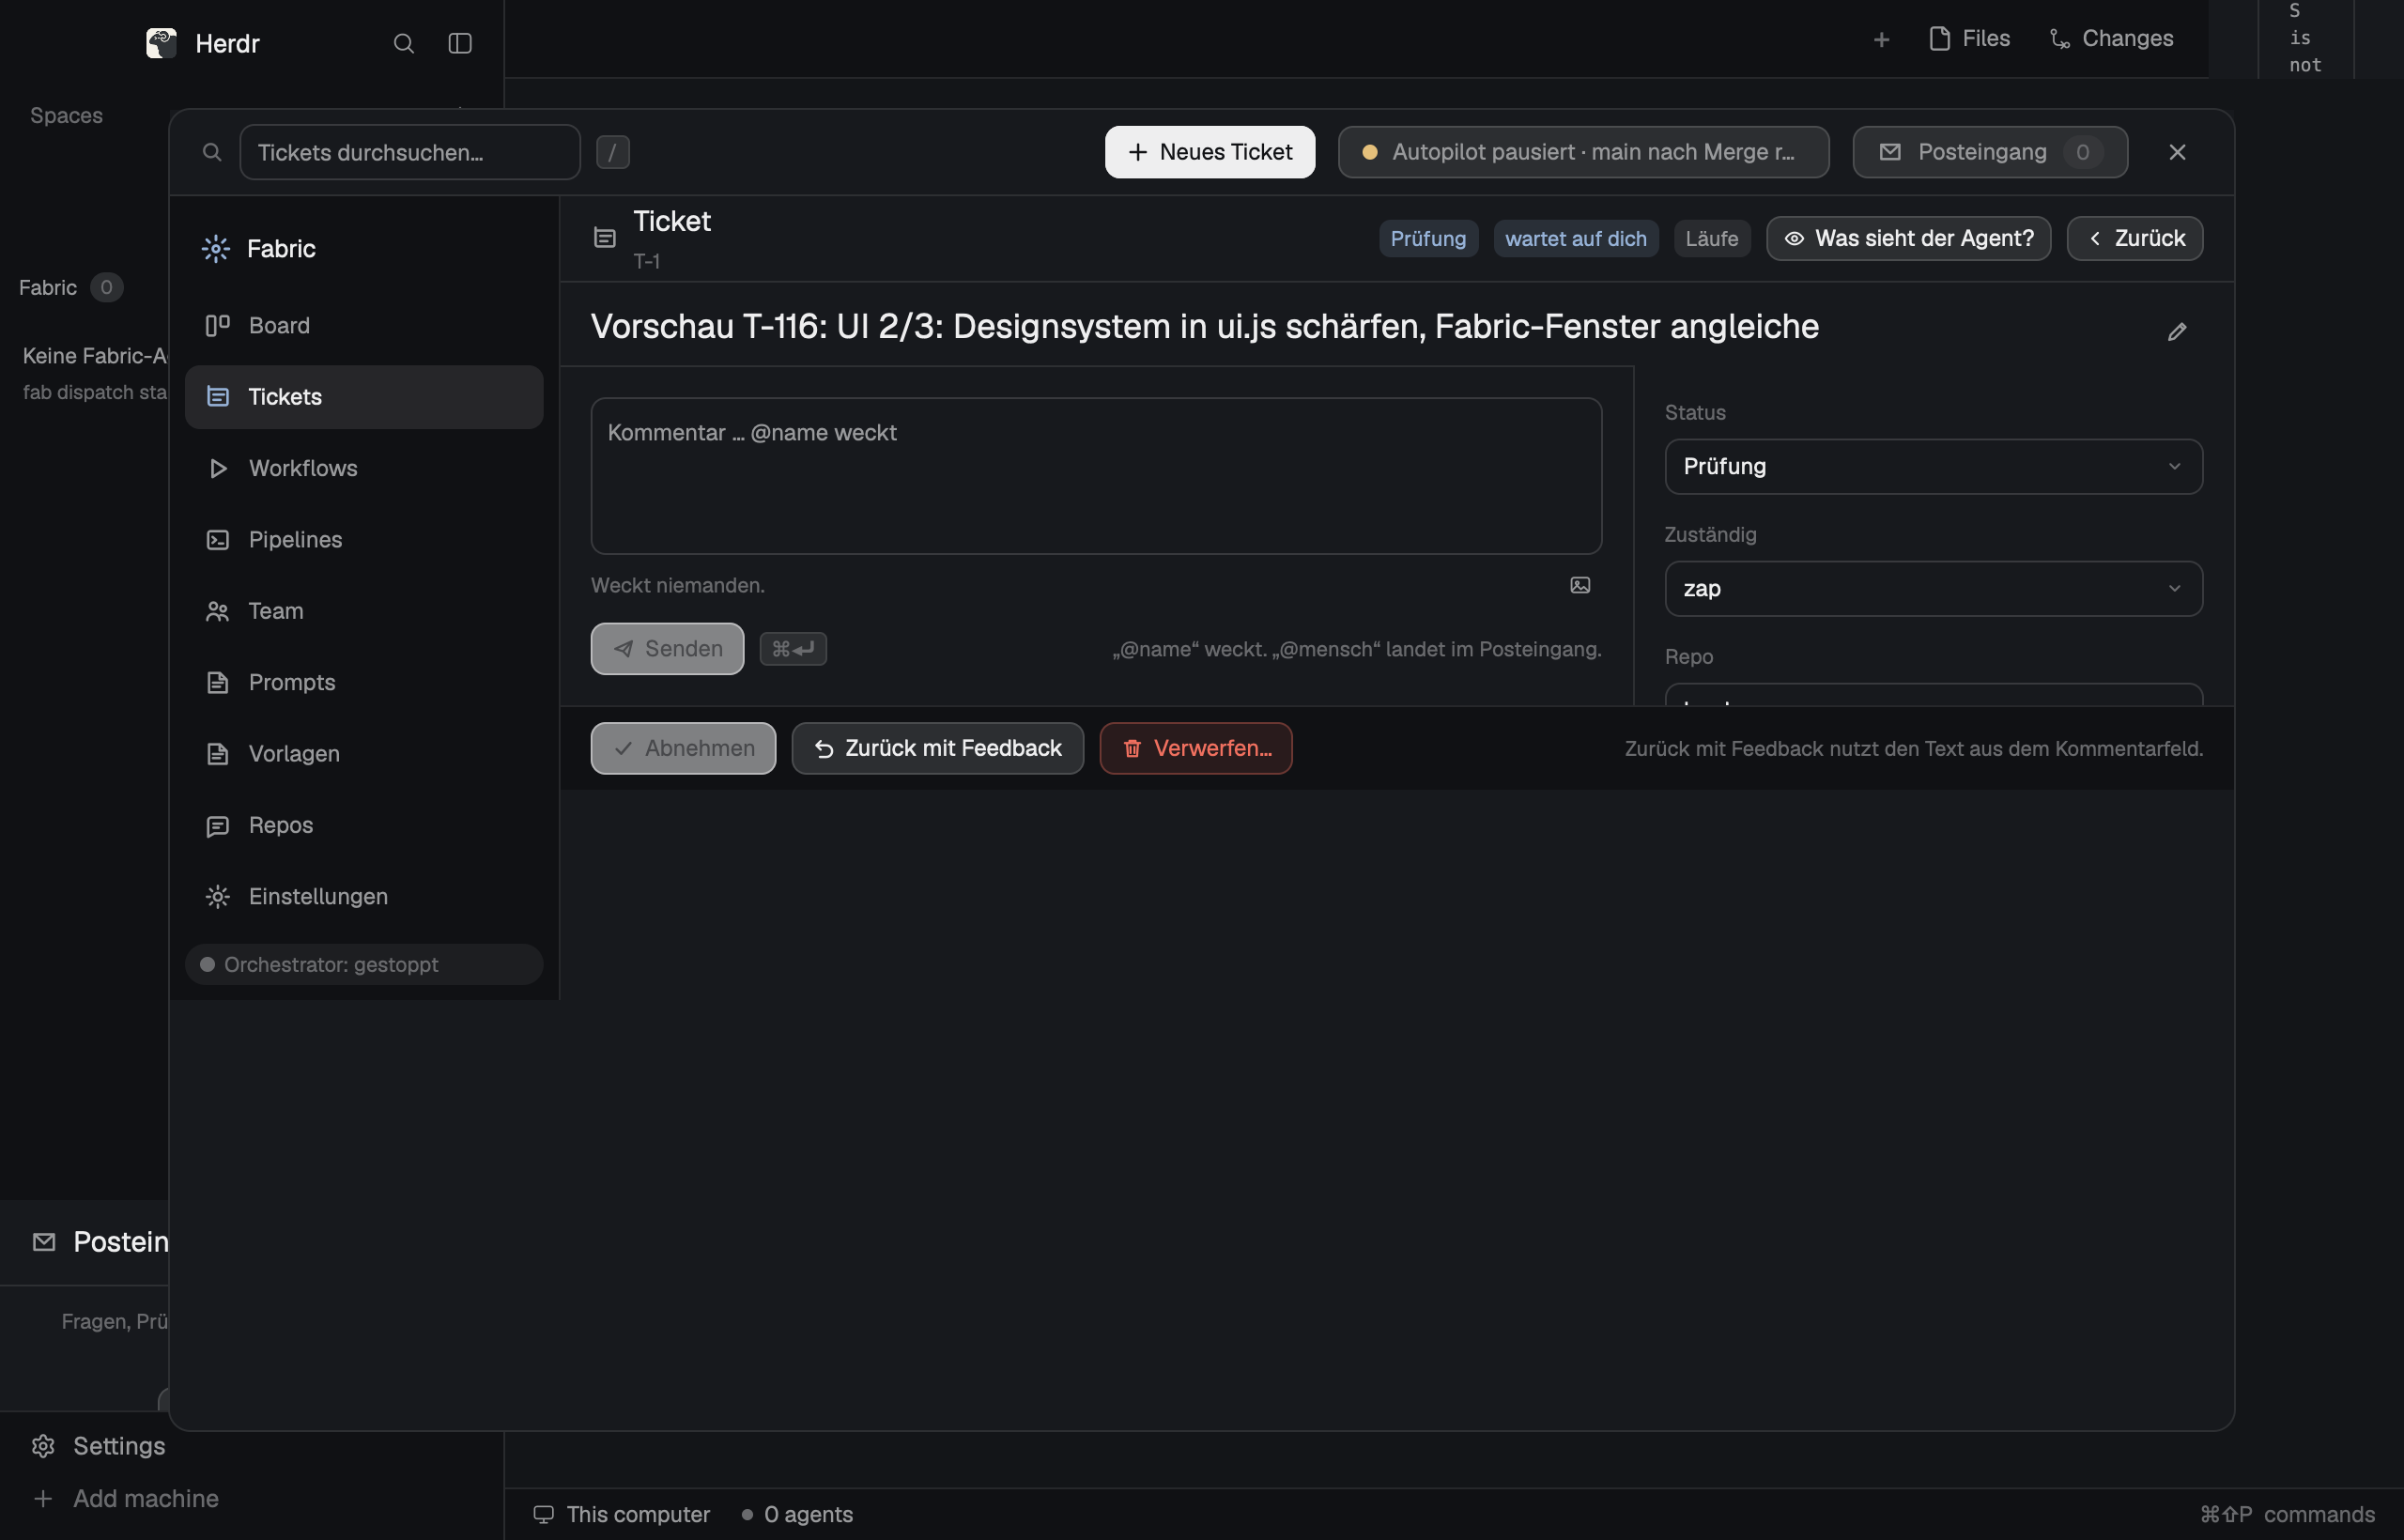 Herdr
Files
Changes
S
is
not
Spaces
Tickets durchsuchen...
/
Neues Ticket
Autopilot pausiert · main nach Merge r...
Posteingang 0
Fabric 0
Keine Fabric-A
fab dispatch sta
Fabric
Board
Tickets
Workflows
Pipelines
Team
Prompts
Vorlagen
Repos
Einstellungen
Orchestrator: gestoppt
Ticket
T-1
Prüfung
wartet auf dich
Läufe
Was sieht der Agent?
Zurück
Vorschau T-116: UI 2/3: Designsystem in ui.js schärfen, Fabric-Fenster angleiche
Kommentar ... @name weckt
Weckt niemanden.
Senden
⌘↵
„@name“ weckt. „@mensch“ landet im Posteingang.
Status
Prüfung
Zuständig
zap
Repo
Abnehmen
Zurück mit Feedback
Verwerfen...
Zurück mit Feedback nutzt den Text aus dem Kommentarfeld.
Postein
Fragen, Prü
Settings
Add machine
This computer
0 agents
⌘⇧P commands